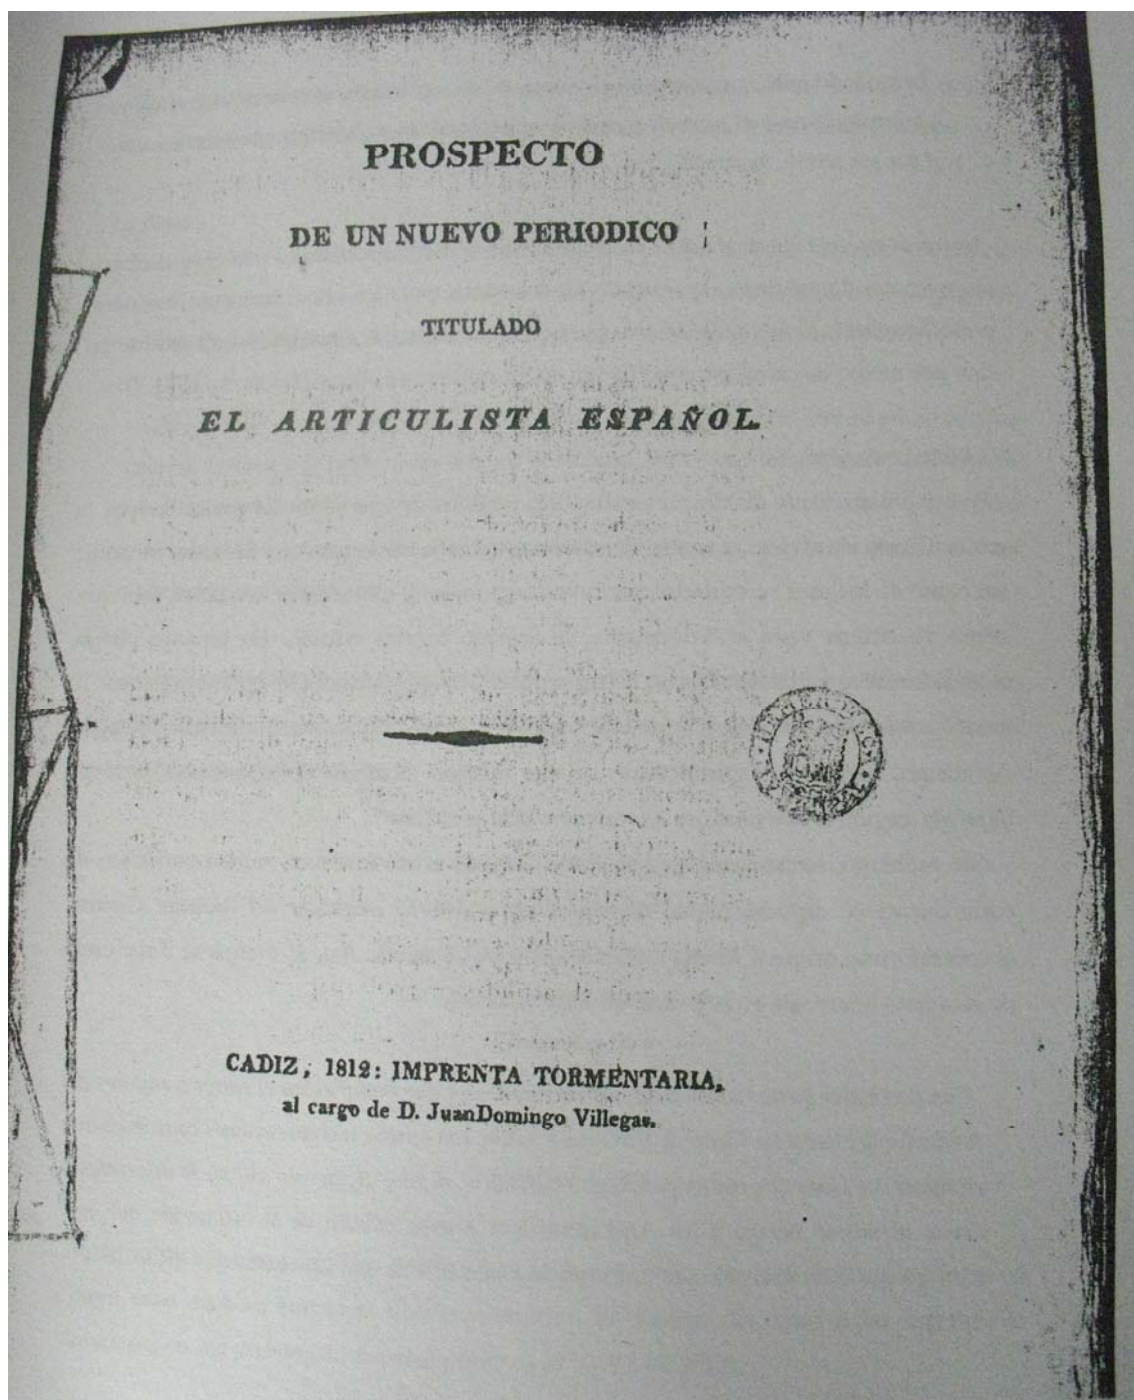 PROSPECTO
DE UN NUEVO PERIODICO
TITULADO
EL ARTICULISTA ESPAÑOL.
CADIZ, 1812: IMPRENTA TORMENTARIA,
al cargo de D. JuanDomingo Villegas.